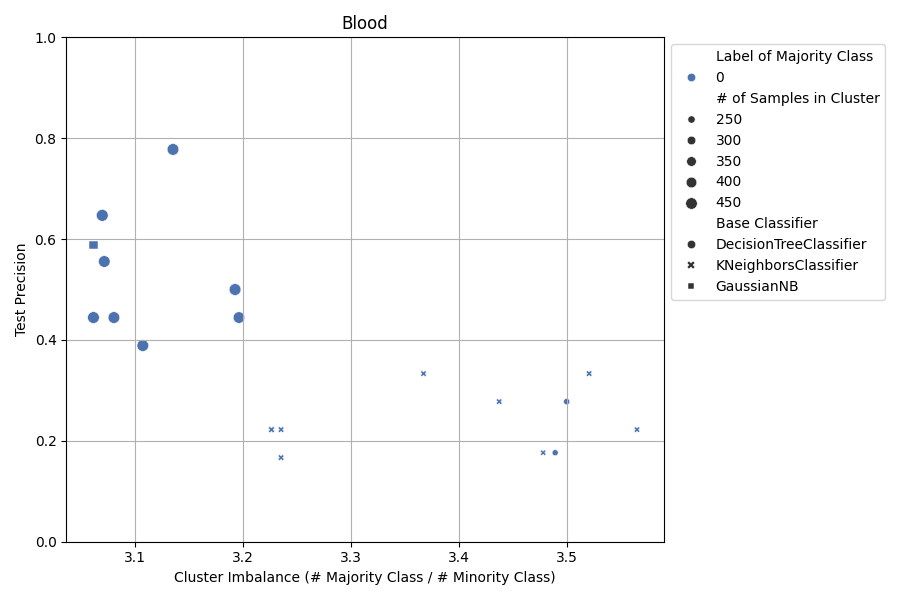 Blood
1.0
0.8
0.6
0.4
0.2
0.0
Test Precision
3.1
3.2
3.3
3.4
3.5
Cluster Imbalance (# Majority Class / # Minority Class)
Label of Majority Class
0
# of Samples in Cluster
250
300
350
400
450
Base Classifier
DecisionTreeClassifier
KNeighborsClassifier
GaussianNB